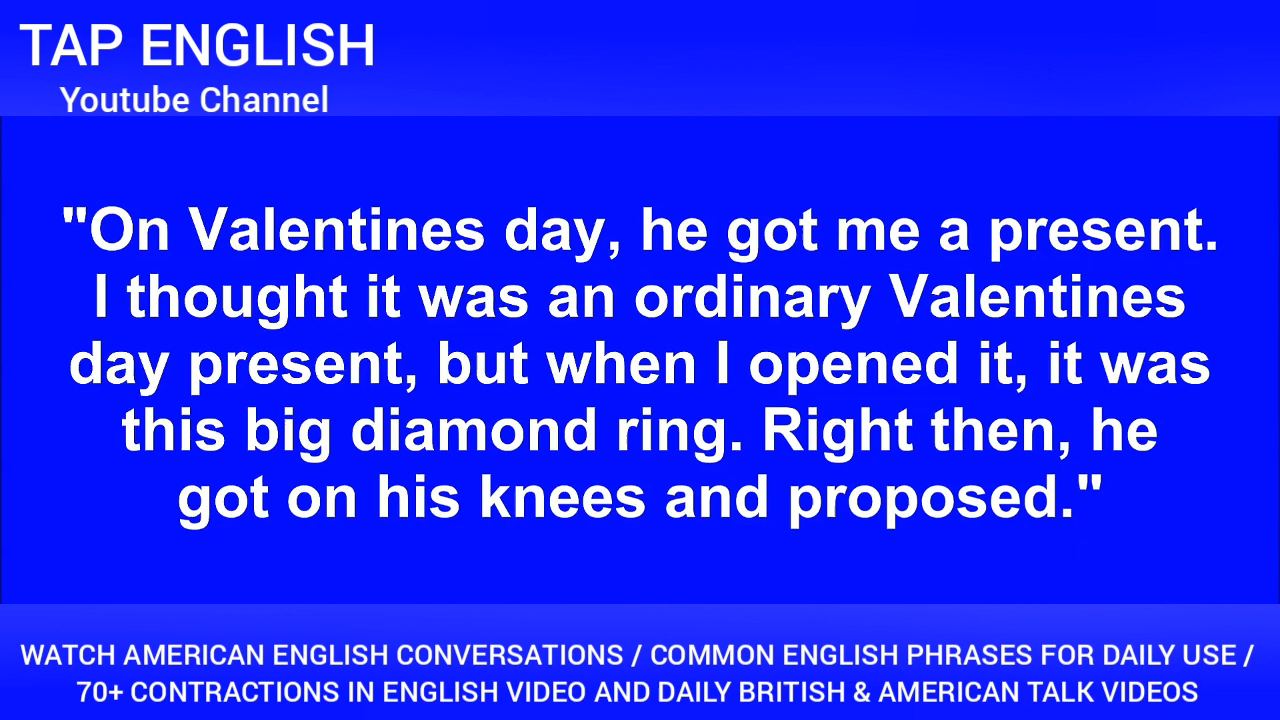 TAP ENGLISH
Youtube Channel
"On Valentines day, he got me a present.
I thought it was an ordinary Valentines
day present, but when I opened it, it was
this big diamond ring. Right then, he
got on his knees and proposed."
WATCH AMERICAN ENGLISH CONVERSATIONS / COMMON ENGLISH PHRASES FOR DAILY USE /
70+ CONTRACTIONS IN ENGLISH VIDEO AND DAILY BRITISH & AMERICAN TALK VIDEOS